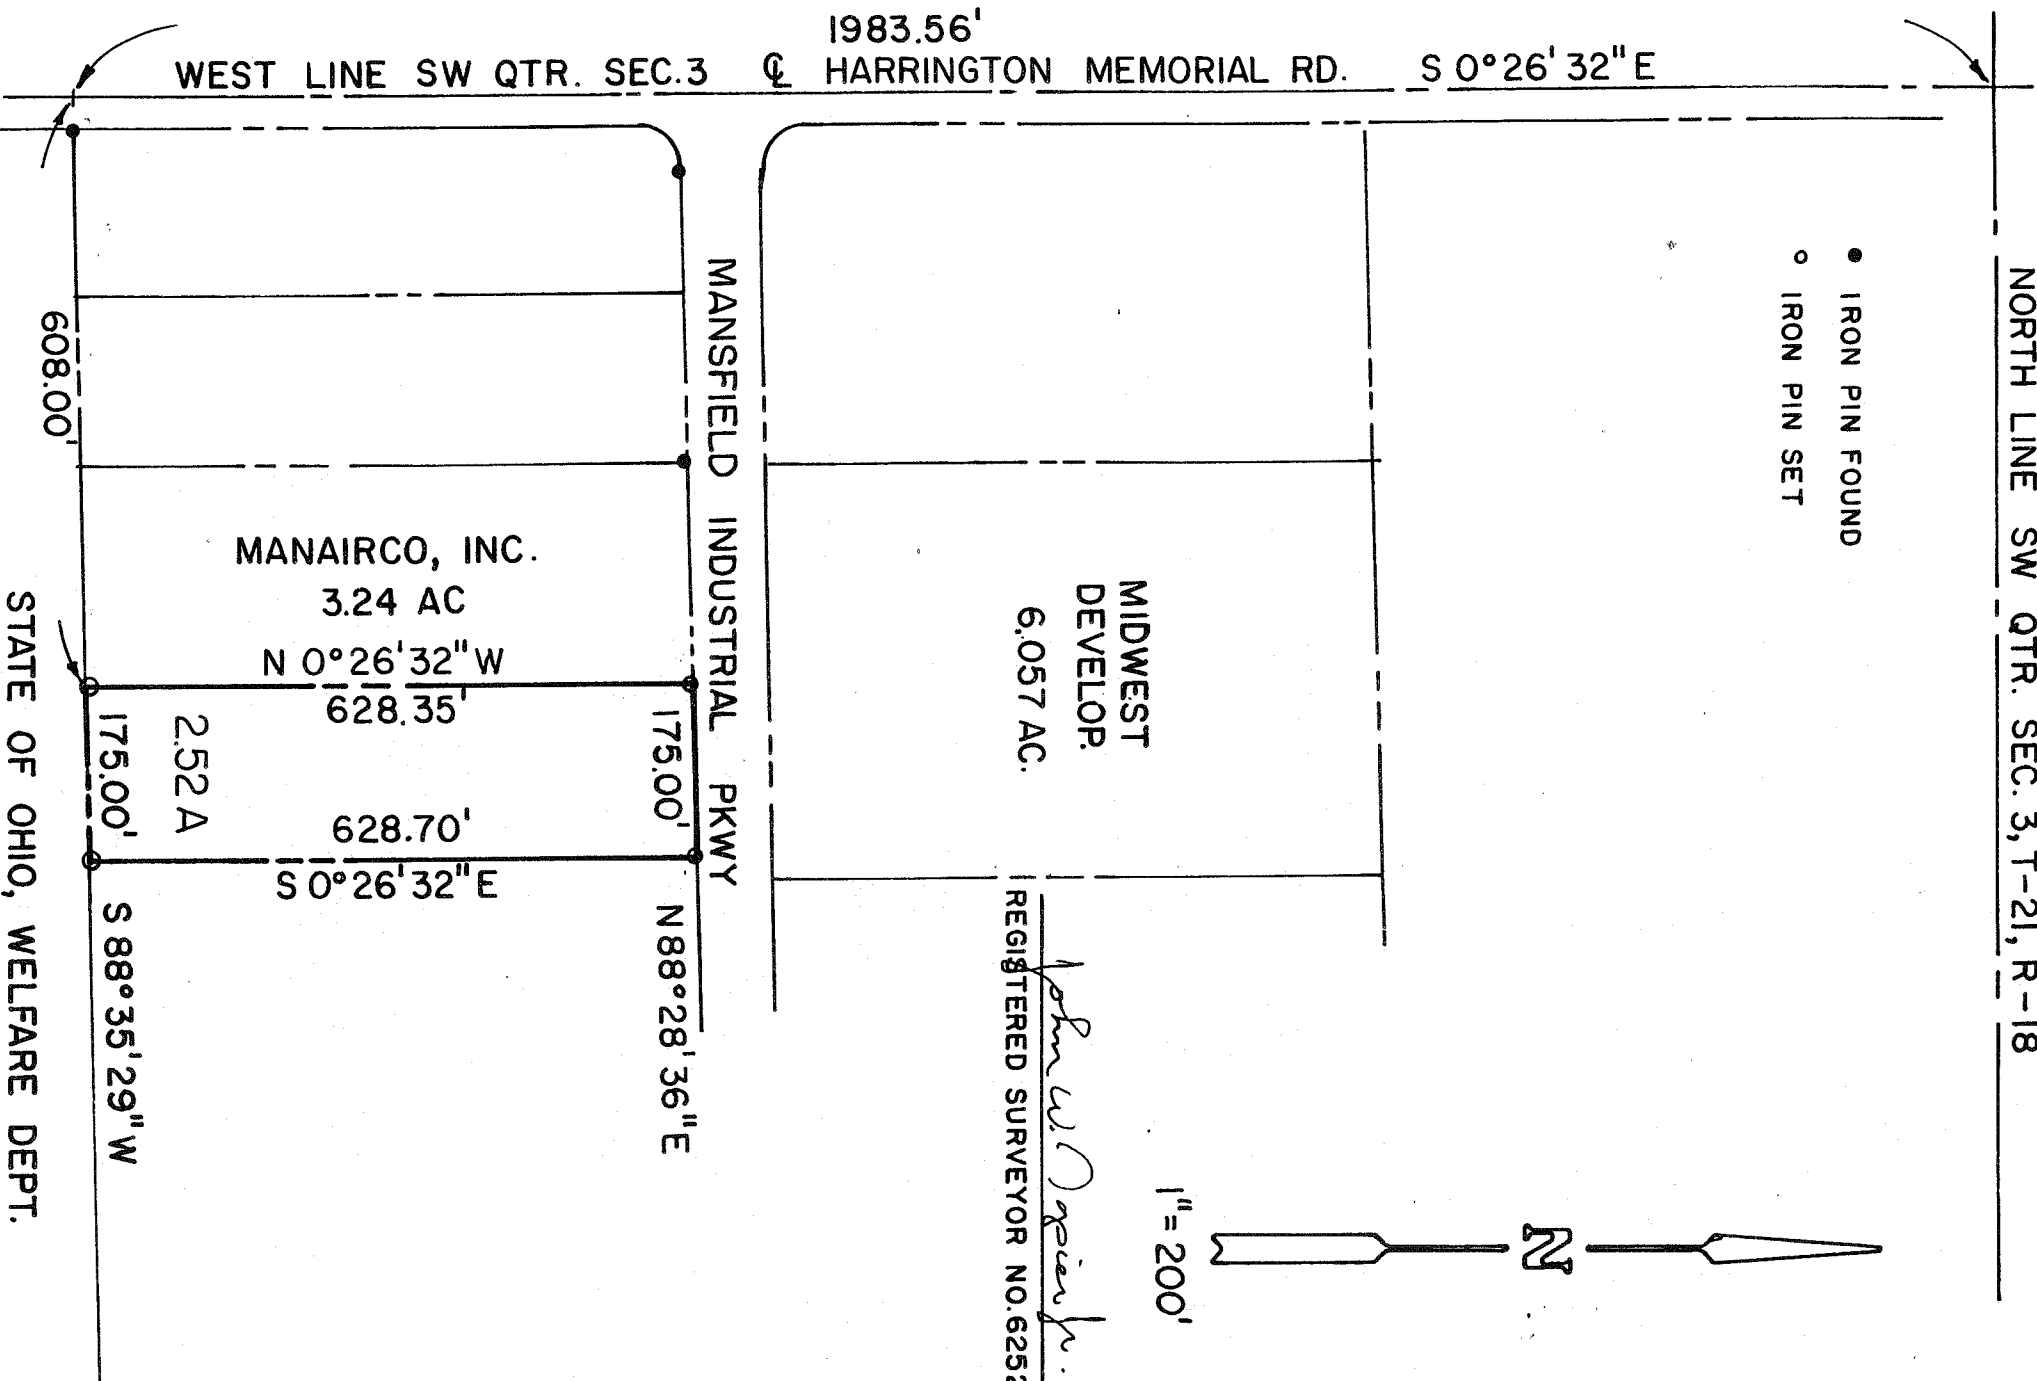 1983.56'
WEST LINE SW QTR. SEC.3 ℄ HARRINGTON MEMORIAL RD. S 0°26'32"E
NORTH LINE SW QTR. SEC. 3, T-21, R-18
● IRON PIN FOUND
○ IRON PIN SET
MANSFIELD INDUSTRIAL PKWY
608.00'
MANAIRCO, INC.
3.24 AC
N 0°26'32"W
628.35'
175.00'
175.00'
2.52 A
628.70'
S 0°26'32"E
MIDWEST
DEVELOP.
6.057 AC.
N 88°28'36"E
S 88°35'29"W
STATE OF OHIO, WELFARE DEPT.
John W.
REGISTERED SURVEYOR NO. 6252
1"= 200'
N